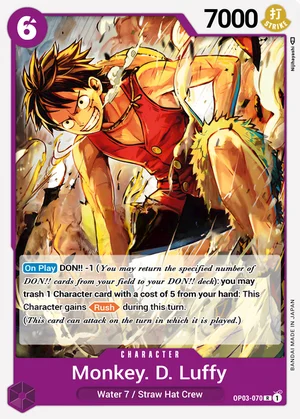 6
7000
打
STRIKE
Nijihayashi
On Play DON!! -1 (You may return the specified number of
DON!! cards from your field to your DON!! deck): you may
trash 1 Character card with a cost of 5 from your hand: This
Character gains Rush during this turn.
(This card can attack on the turn in which it is played.)
CHARACTER
Monkey. D. Luffy
Water 7 / Straw Hat Crew
OP03-070 R 1
BANDAI MADE IN JAPAN